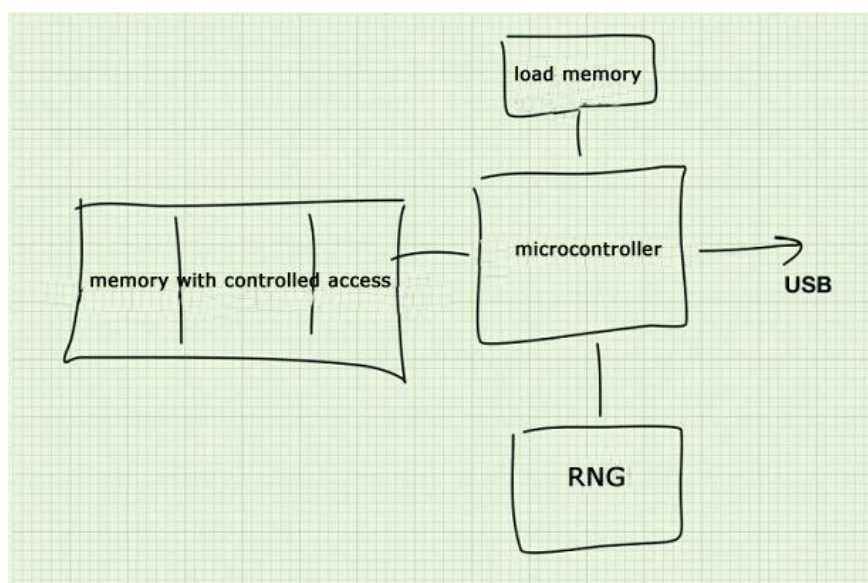 load memory
microcontroller
memory with controlled access
USB
RNG